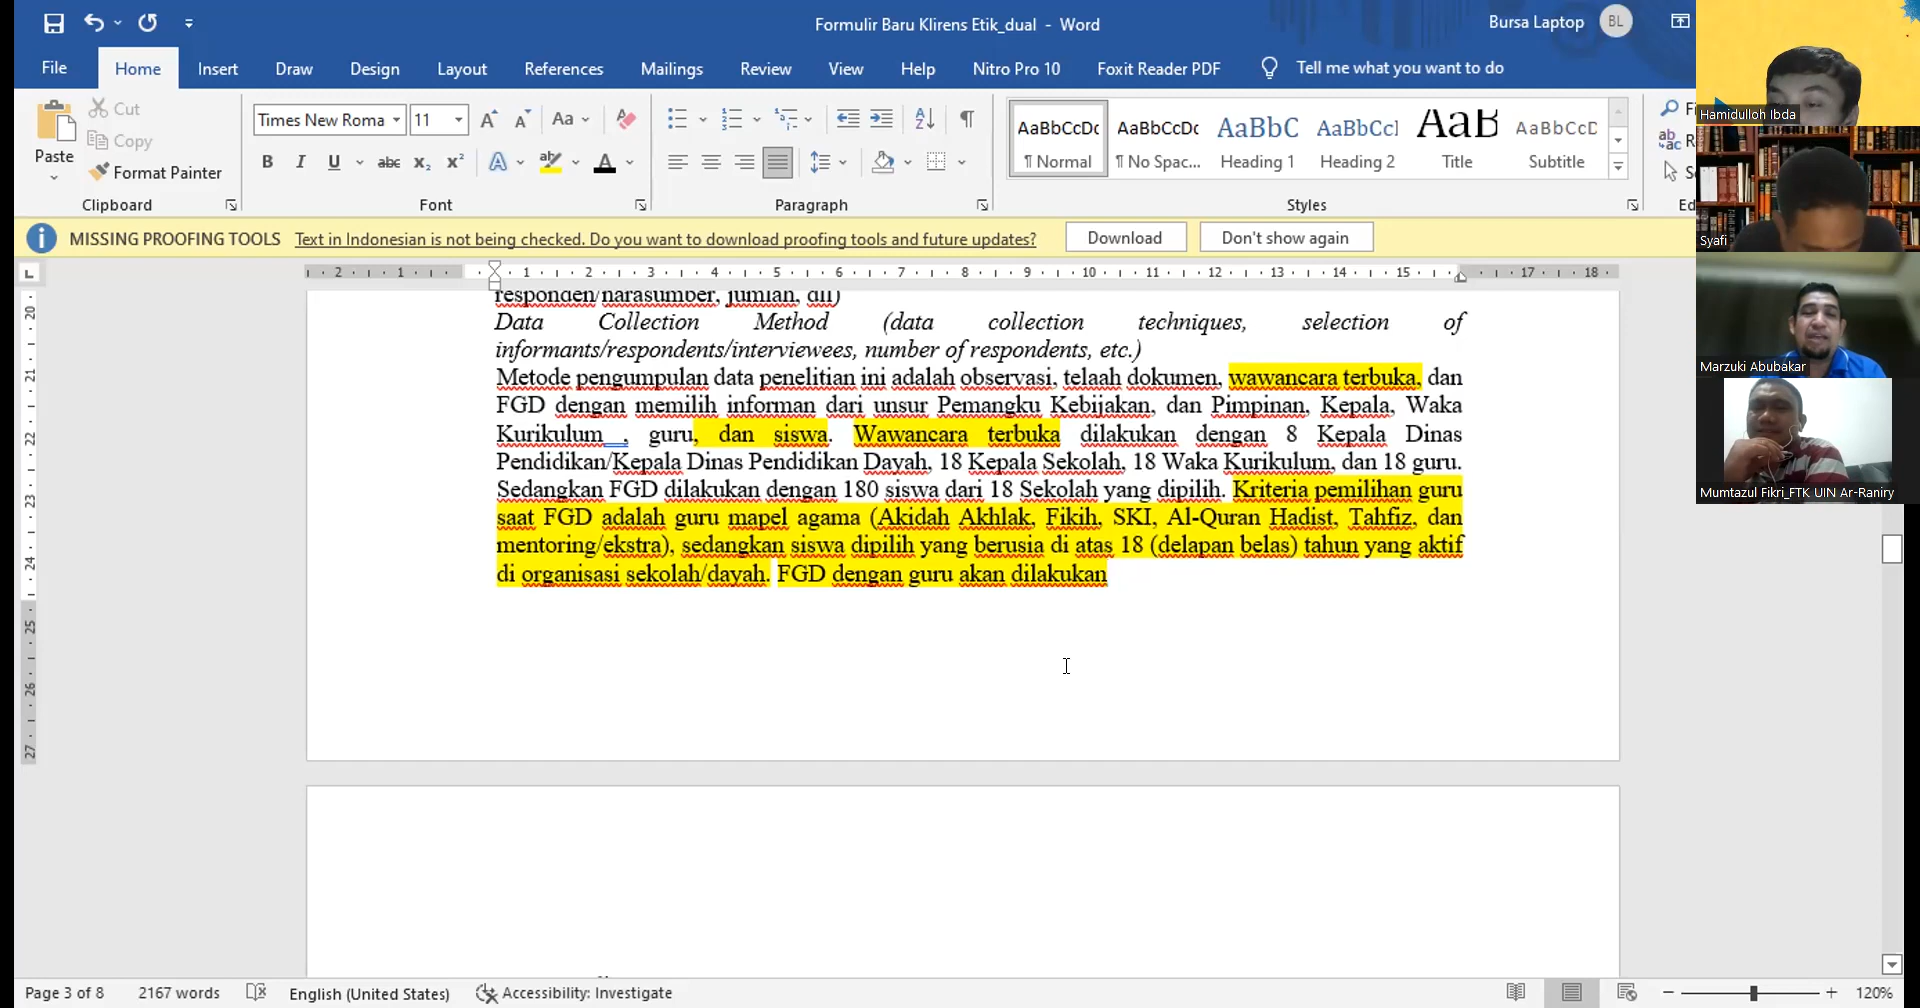 Formulir Baru Klirens Etik_dual - Word
Bursa Laptop BL
File Home Insert Draw Design Layout References Mailings Review View Help Nitro Pro 10 Foxit Reader PDF Tell me what you want to do
Paste
Cut
Copy
Format Painter
Clipboard
Times New Roma 11
Font
Paragraph
AaBbCcDc AaBbCcDc AaBbC AaBbCcI AaB AaBbCcD
¶ Normal ¶ No Spac... Heading 1 Heading 2 Title Subtitle
Styles
MISSING PROOFING TOOLS Text in Indonesian is not being checked. Do you want to download proofing tools and future updates? Download Don't show again
responden/narasumber, jumlah, dll)
Data Collection Method (data collection techniques, selection of
informants/respondents/interviewees, number of respondents, etc.)
Metode pengumpulan data penelitian ini adalah observasi, telaah dokumen, wawancara terbuka, dan
FGD dengan memilih informan dari unsur Pemangku Kebijakan, dan Pimpinan, Kepala, Waka
Kurikulum , guru, dan siswa. Wawancara terbuka dilakukan dengan 8 Kepala Dinas
Pendidikan/Kepala Dinas Pendidikan Dayah, 18 Kepala Sekolah, 18 Waka Kurikulum, dan 18 guru.
Sedangkan FGD dilakukan dengan 180 siswa dari 18 Sekolah yang dipilih. Kriteria pemilihan guru
saat FGD adalah guru mapel agama (Akidah Akhlak, Fikih, SKI, Al-Quran Hadist, Tahfiz, dan
mentoring/ekstra), sedangkan siswa dipilih yang berusia di atas 18 (delapan belas) tahun yang aktif
di organisasi sekolah/dayah. FGD dengan guru akan dilakukan
Hamidulloh Ibda
Syafi
Marzuki Abubakar
Mumtazul Fikri_FTK UIN Ar-Raniry
Page 3 of 8 2167 words English (United States) Accessibility: Investigate 120%